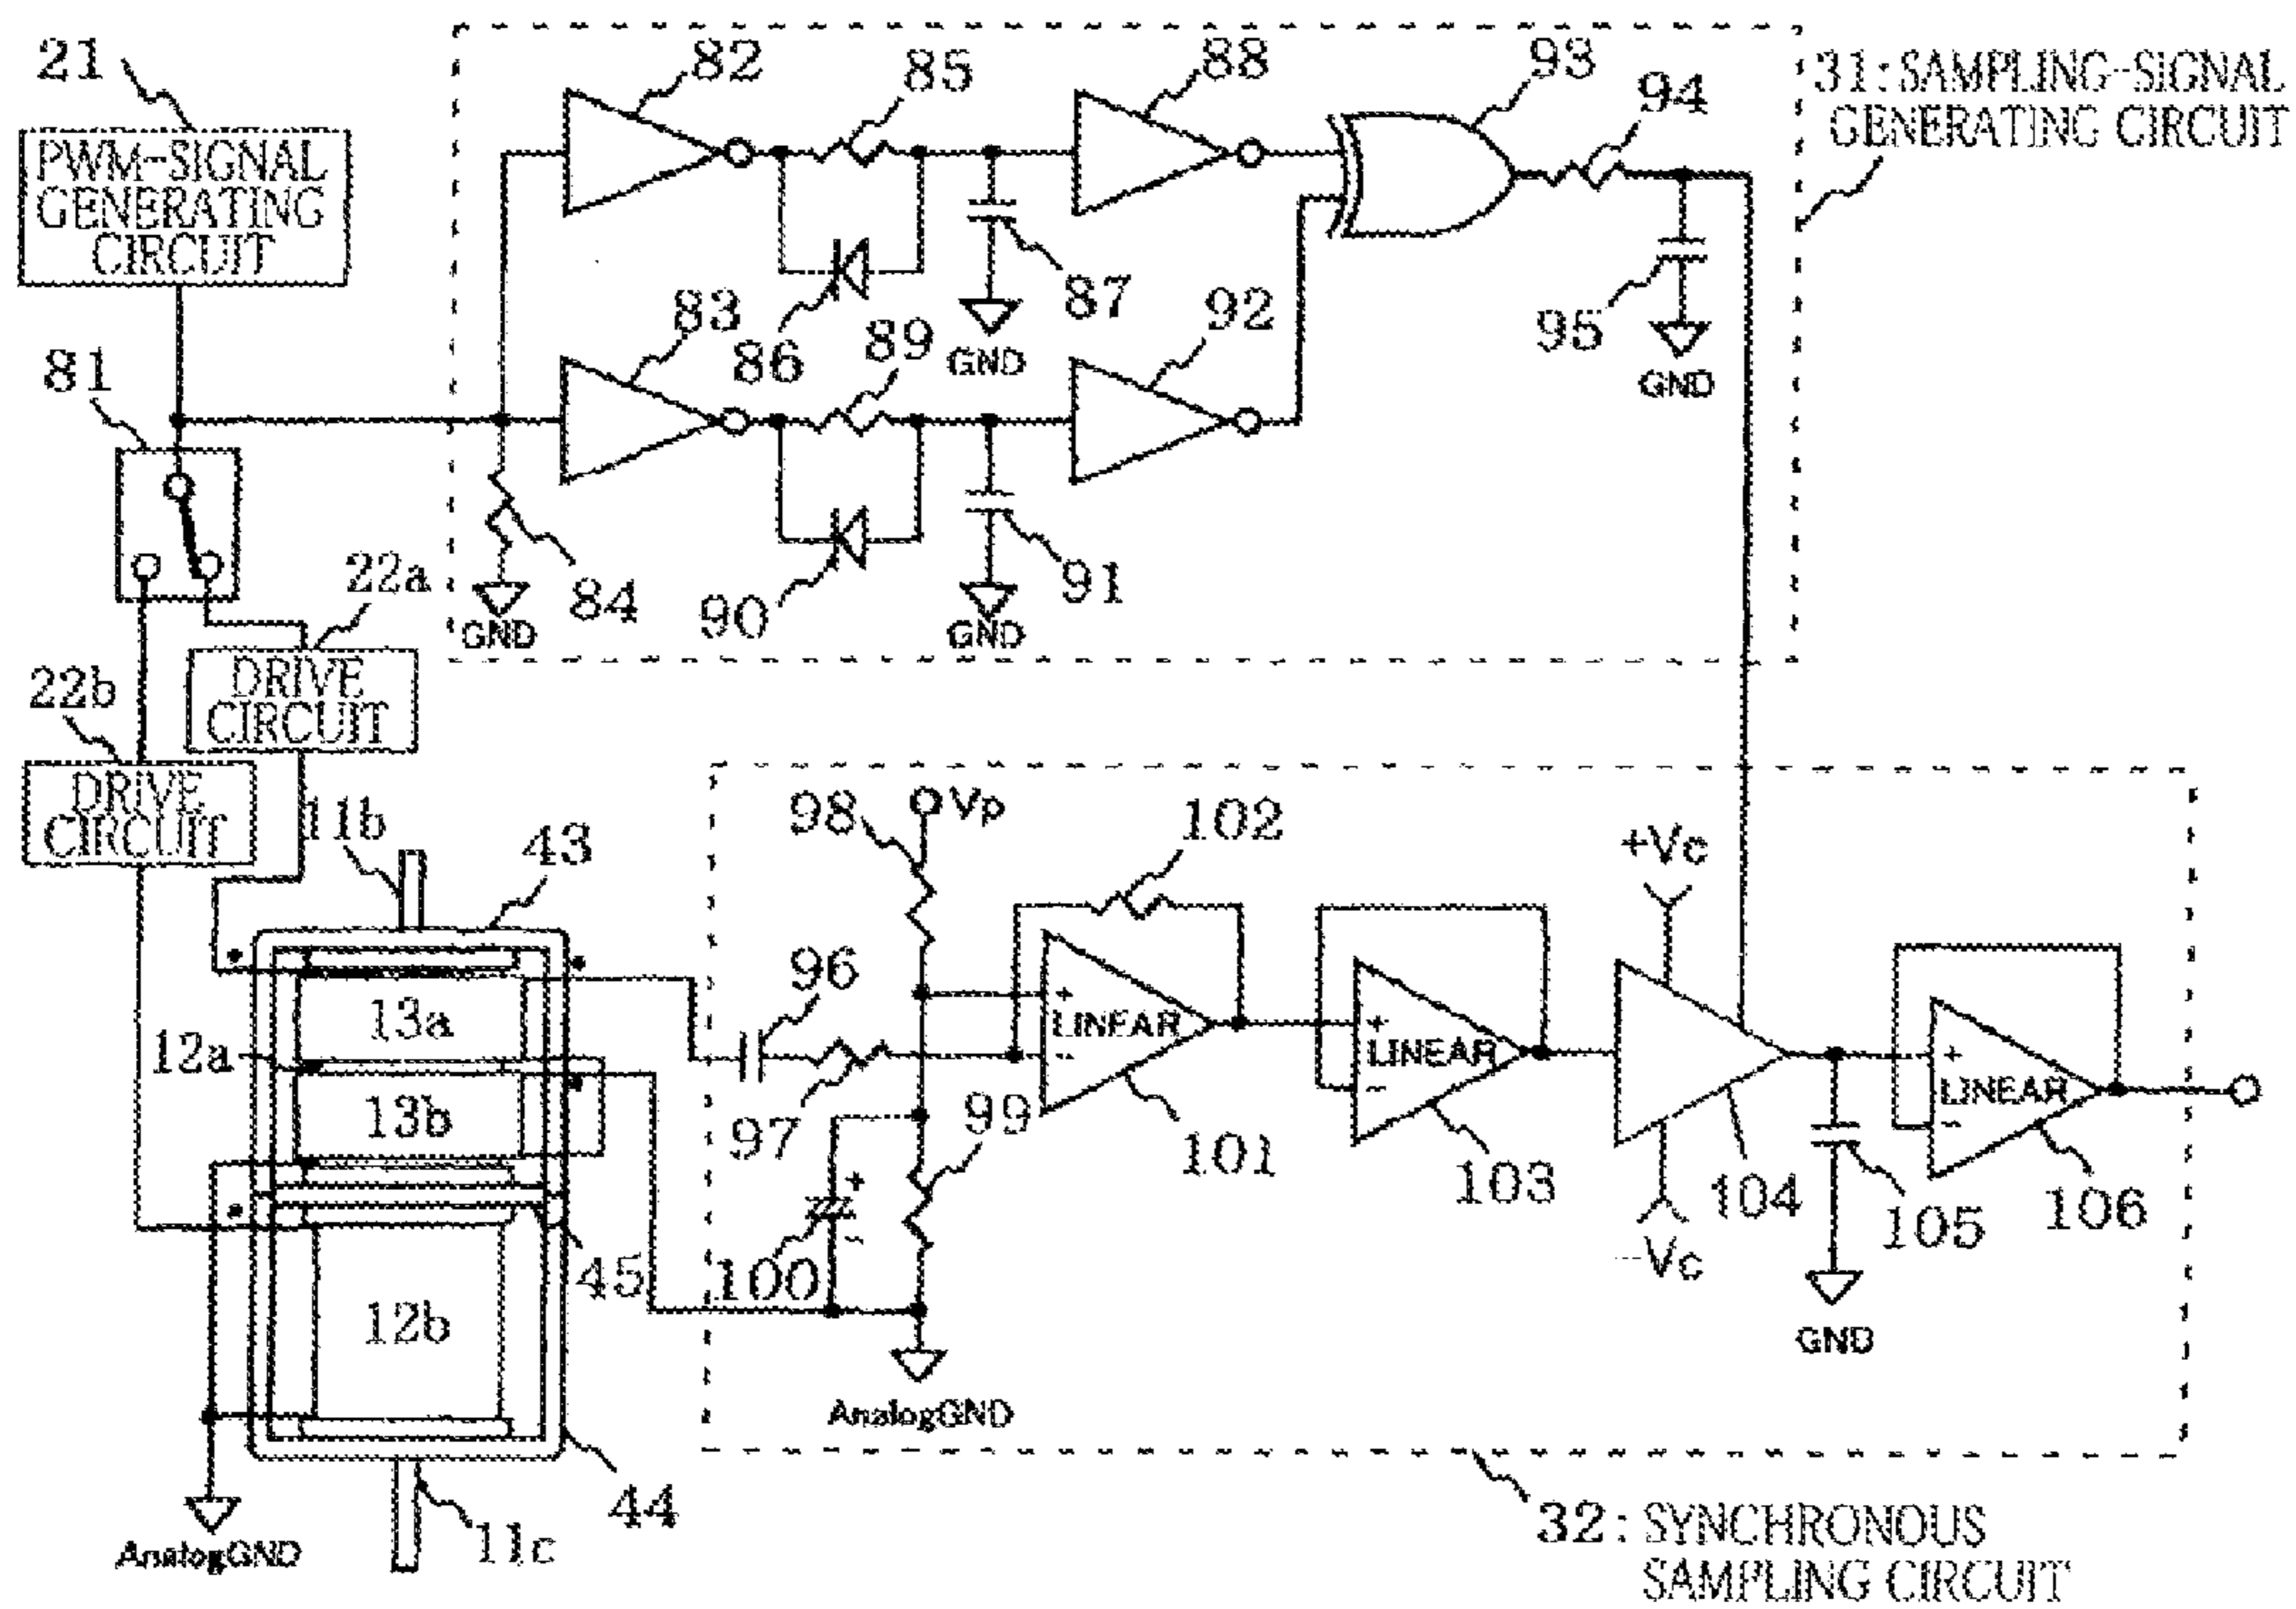 21
PWM-SIGNAL
GENERATING
CIRCUIT
81
82
85
88
93
94
31: SAMPLING-SIGNAL
GENERATING CIRCUIT
86
87
GND
95
GND
83
89
92
84
GND
90
91
GND
22a
DRIVE
CIRCUIT
22b
DRIVE
CIRCUIT
11b
43
13a
12a
13b
12b
45
44
11c
AnalogGND
98
Vp
102
96
97
+
LINEAR
-
101
99
100
+
-
AnalogGND
+
LINEAR
-
103
+Vc
-Vc
104
105
GND
+
LINEAR
-
106
32: SYNCHRONOUS
SAMPLING CIRCUIT